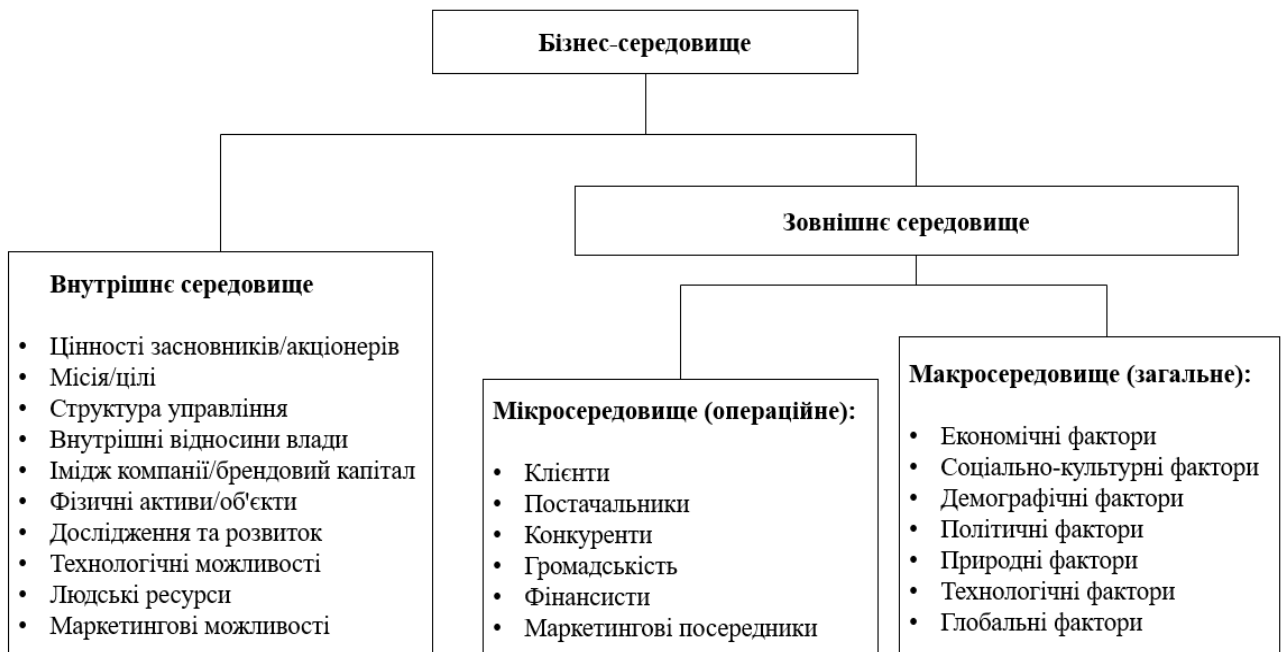 Бізнес-середовище
Зовнішнє середовище
Внутрішнє середовище
• Цінності засновників/акціонерів
• Місія/цілі
• Структура управління
• Внутрішні відносини влади
• Імідж компанії/брендовий капітал
• Фізичні активи/об'єкти
• Дослідження та розвиток
• Технологічні можливості
• Людські ресурси
• Маркетингові можливості
Мікросередовище (операційне):
• Клієнти
• Постачальники
• Конкуренти
• Громадськість
• Фінансисти
• Маркетингові посередники
Макросередовище (загальне):
• Економічні фактори
• Соціально-культурні фактори
• Демографічні фактори
• Політичні фактори
• Природні фактори
• Технологічні фактори
• Глобальні фактори